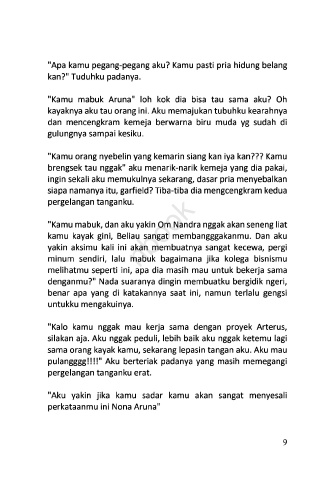 "Apa kamu pegang-pegang aku? Kamu pasti pria hidung belang
kan?" Tuduhku padanya.
"Kamu mabuk Aruna" loh kok dia bisa tau sama aku? Oh
kayaknya aku tau orang ini. Aku memajukan tubuhku kearahnya
dan mencengkram kemeja berwarna biru muda yg sudah di
gulungnya sampai kesiku.
"Kamu orang nyebelin yang kemarin siang kan iya kan??? Kamu
brengsek tau nggak" aku menarik-narik kemeja yang dia pakai,
ingin sekali aku memukulnya sekarang, dasar pria menyebalkan
siapa namanya itu, garfield? Tiba-tiba dia mengcengkram kedua
pergelangan tanganku.
"Kamu mabuk, dan aku yakin Om Nandra nggak akan seneng liat
kamu kayak gini, Beliau sangat membangggakanmu. Dan aku
yakin aksimu kali ini akan membuatnya sangat kecewa, pergi
minum sendiri, lalu mabuk bagaimana jika kolega bisnismu
melihatmu seperti ini, apa dia masih mau untuk bekerja sama
denganmu?" Nada suaranya dingin membuatku bergidik ngeri,
benar apa yang di katakannya saat ini, namun terlalu gengsi
untukku mengakuinya.
"Kalo kamu nggak mau kerja sama dengan proyek Arterus,
silakan aja. Aku nggak peduli, lebih baik aku nggak ketemu lagi
sama orang kayak kamu, sekarang lepasin tangan aku. Aku mau
pulangggg!!!!" Aku berteriak padanya yang masih memegangi
pergelangan tanganku erat.
"Aku yakin jika kamu sadar kamu akan sangat menyesali
perkataanmu ini Nona Aruna"
9